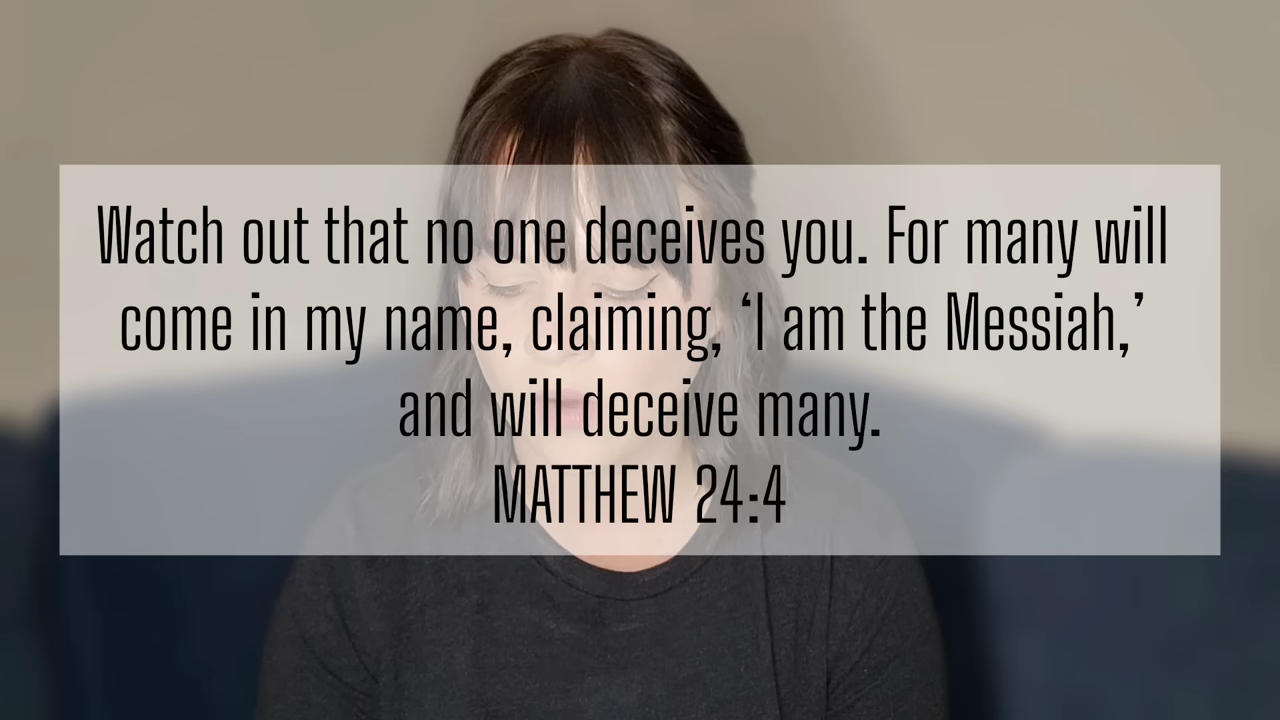 Watch out that no one deceives you. For many will
come in my name, claiming, ‘I am the Messiah,’
and will deceive many.
MATTHEW 24:4